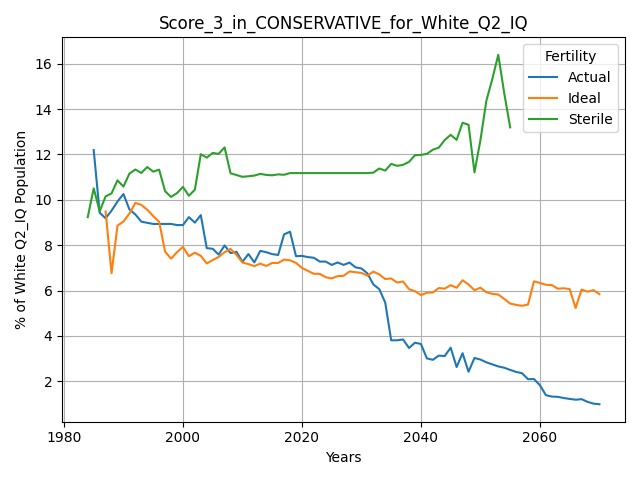 Score_3_in_CONSERVATIVE_for_White_Q2_IQ
% of White Q2_IQ Population
16
14
12
10
8
6
4
2
Fertility
Actual
Ideal
Sterile
1980
2000
2020
2040
2060
Years